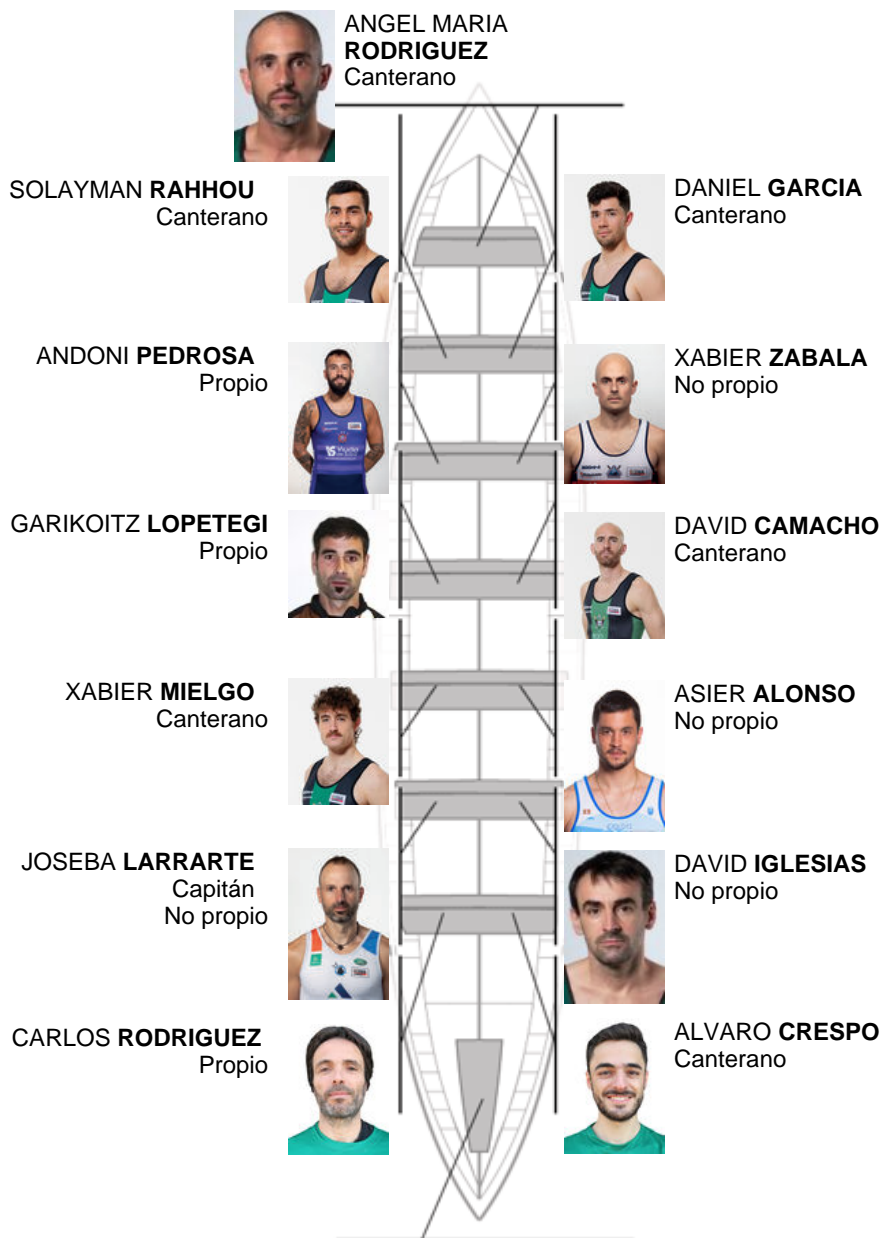 ANGEL MARIA
RODRIGUEZ
Canterano
SOLAYMAN RAHHOU
Canterano
DANIEL GARCIA
Canterano
ANDONI PEDROSA
Propio
XABIER ZABALA
No propio
GARIKOITZ LOPETEGI
Propio
DAVID CAMACHO
Canterano
XABIER MIELGO
Canterano
ASIER ALONSO
No propio
JOSEBA LARRARTE
Capitán
No propio
DAVID IGLESIAS
No propio
CARLOS RODRIGUEZ
Propio
ALVARO CRESPO
Canterano